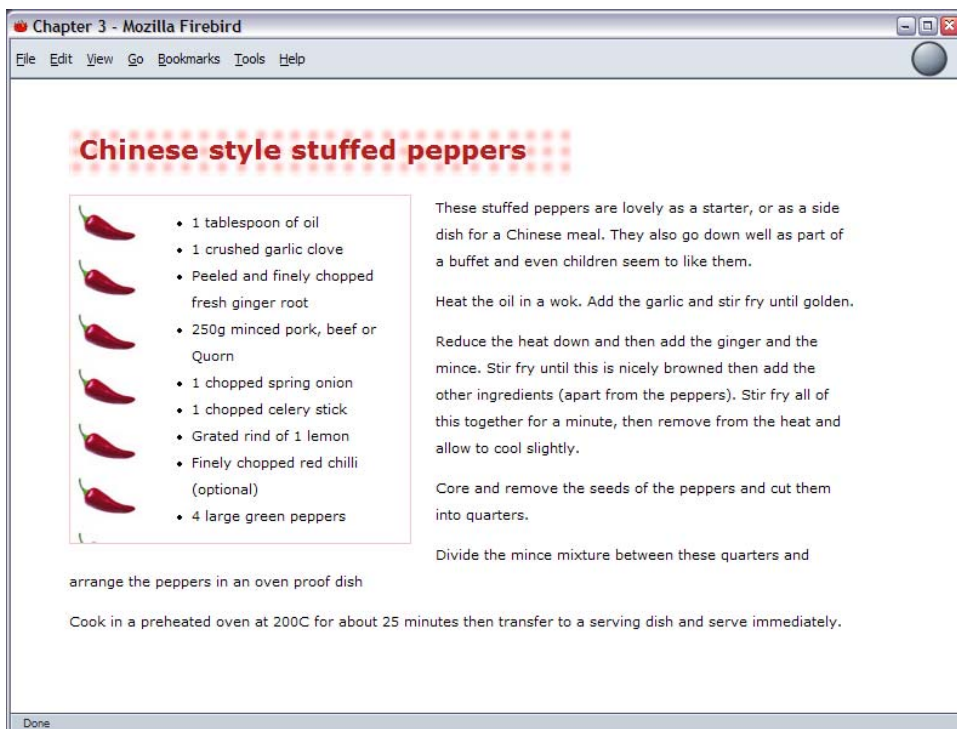 Chapter 3 - Mozilla Firebird
File Edit View Go Bookmarks Tools Help
Chinese style stuffed peppers
• 1 tablespoon of oil
• 1 crushed garlic clove
• Peeled and finely chopped
fresh ginger root
• 250g minced pork, beef or
Quorn
• 1 chopped spring onion
• 1 chopped celery stick
• Grated rind of 1 lemon
• Finely chopped red chilli
(optional)
• 4 large green peppers
These stuffed peppers are lovely as a starter, or as a side
dish for a Chinese meal. They also go down well as part of
a buffet and even children seem to like them.
Heat the oil in a wok. Add the garlic and stir fry until golden.
Reduce the heat down and then add the ginger and the
mince. Stir fry until this is nicely browned then add the
other ingredients (apart from the peppers). Stir fry all of
this together for a minute, then remove from the heat and
allow to cool slightly.
Core and remove the seeds of the peppers and cut them
into quarters.
Divide the mince mixture between these quarters and
arrange the peppers in an oven proof dish
Cook in a preheated oven at 200C for about 25 minutes then transfer to a serving dish and serve immediately.
Done